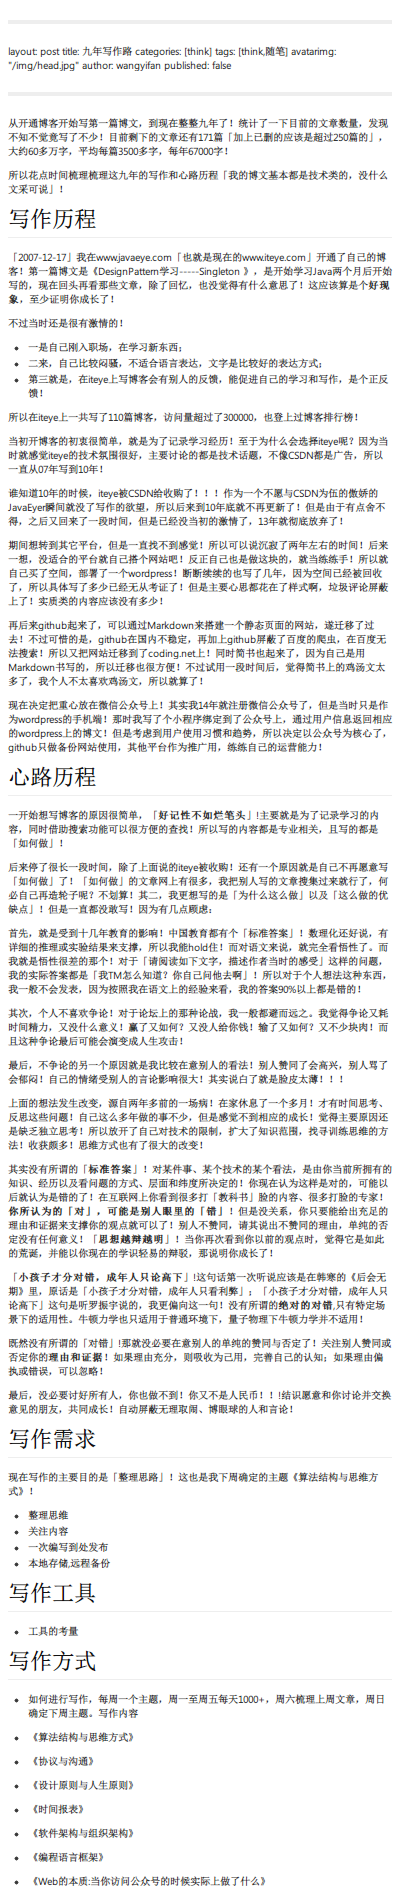 layout: post title: 九年写作路 categories: [think] tags: [think,随笔] avatarimg:
"/img/head.jpg" author: wangyifan published: false
从开通博客开始写第一篇博文，到现在整整九年了！统计了一下目前的文章数量，发现
不知不觉竟写了不少！目前剩下的文章还有171篇「加上已删的应该是超过250篇的」，
大约60多万字，平均每篇3500多字，每年67000字！
所以花点时间梳理梳理这九年的写作和心路历程「我的博文基本都是技术类的，没什么
文采可说」！
写作历程
「2007-12-17」我在www.javaeye.com「也就是现在的www.iteye.com」开通了自己的博
客！第一篇博文是《DesignPattern学习-----Singleton 》，是开始学习Java两个月后开始
写的，现在回头再看那些文章，除了回忆，也没觉得有什么意思了！这应该算是个好现
象，至少证明你成长了！
不过当时还是很有激情的！
一是自己刚入职场，在学习新东西；
二来，自己比较闷骚，不适合语言表达，文字是比较好的表达方式；
第三就是，在iteye上写博客会有别人的反馈，能促进自己的学习和写作，是个正反
馈！
所以在iteye上一共写了110篇博客，访问量超过了300000，也登上过博客排行榜！
当初开博客的初衷很简单，就是为了记录学习经历！至于为什么会选择iteye呢？因为当
时就感觉iteye的技术氛围很好，主要讨论的都是技术话题，不像CSDN都是广告，所以
一直从07年写到10年！
谁知道10年的时候，iteye被CSDN给收购了！！！作为一个不愿与CSDN为伍的傲娇的
JavaEyer瞬间就没了写作的欲望，所以后来到10年底就不再更新了！但是由于有点舍不
得，之后又回来了一段时间，但是已经没当初的激情了，13年就彻底放弃了！
期间想转到其它平台，但是一直找不到感觉！所以可以说沉寂了两年左右的时间！后来
一想，没适合的平台就自己搭个网站吧！反正自己也是做这块的，就当练练手！所以就
自己买了空间，部署了一个wordpress！断断续续的也写了几年，因为空间已经被回收
了，所以具体写了多少已经无从考证了！但是主要心思都花在了样式啊，垃圾评论屏蔽
上了！实质类的内容应该没有多少！
再后来github起来了，可以通过Markdown来搭建一个静态页面的网站，遂迁移了过
去！不过可惜的是，github在国内不稳定，再加上github屏蔽了百度的爬虫，在百度无
法搜索！所以又把网站迁移到了coding.net上！同时简书也起来了，因为自己是用
Markdown书写的，所以迁移也很方便！不过试用一段时间后，觉得简书上的鸡汤文太
多了，我个人不太喜欢鸡汤文，所以就算了！
现在决定把重心放在微信公众号上！其实我14年就注册微信公众号了，但是当时只是作
为wordpress的手机端！那时我写了个小程序绑定到了公众号上，通过用户信息返回相应
的wordpress上的博文！但是考虑到用户使用习惯和趋势，所以决定以公众号为核心了，
github只做备份网站使用，其他平台作为推广用，练练自己的运营能力！
心路历程
一开始想写博客的原因很简单，「好记性不如烂笔头」!主要就是为了记录学习的内
容，同时借助搜索功能可以很方便的查找！所以写的内容都是专业相关，且写的都是
「如何做」！
后来停了很长一段时间，除了上面说的iteye被收购！还有一个原因就是自己不再愿意写
「如何做」了！「如何做」的文章网上有很多，我把别人写的文章搜集过来就行了，何
必自己再造轮子呢？不划算！其二，我更想写的是「为什么这么做」以及「这么做的优
缺点」！但是一直都没敢写！因为有几点顾虑：
首先，就是受到十几年教育的影响！中国教育都有个「标准答案」！数理化还好说，有
详细的推理或实验结果来支撑，所以我能hold住！而对语文来说，就完全看悟性了。而
我就是悟性很差的那个！对于「请阅读如下文字，描述作者当时的感受」这样的问题，
我的实际答案都是「我TM怎么知道？你自己问他去啊」！所以对于个人想法这种东西，
我一般不会发表，因为按照我在语文上的经验来看，我的答案90%以上都是错的！
其次，个人不喜欢争论！对于论坛上的那种论战，我一般都避而远之。我觉得争论又耗
时间精力，又没什么意义！赢了又如何？又没人给你钱！输了又如何？又不少块肉！而
且这种争论最后可能会演变成人生攻击！
最后，不争论的另一个原因就是我比较在意别人的看法！别人赞同了会高兴，别人骂了
会郁闷！自己的情绪受别人的言论影响很大！其实说白了就是脸皮太薄！！！
上面的想法发生改变，源自两年多前的一场病！在家休息了一个多月！才有时间思考、
反思这些问题！自己这么多年做的事不少，但是感觉不到相应的成长！觉得主要原因还
是缺乏独立思考！所以放开了自己对技术的限制，扩大了知识范围，找寻训练思维的方
法！收获颇多！思维方式也有了很大的改变！
其实没有所谓的「标准答案」！对某件事、某个技术的某个看法，是由你当前所拥有的
知识、经历以及看问题的方式、层面和纬度所决定的！你现在认为这样是对的，可能以
后就认为是错的了！在互联网上你看到很多打「教科书」脸的内容、很多打脸的专家！
你所认为的「对」，可能是别人眼里的「错」！但是没关系，你只要能给出充足的
理由和证据来支撑你的观点就可以了！别人不赞同，请其说出不赞同的理由，单纯的否
定没有任何意义！「思想越辩越明」！当你再次看到你以前的观点时，觉得它是如此
的荒诞，并能以你现在的学识轻易的辩驳，那说明你成长了！
「小孩子才分对错，成年人只论高下」!这句话第一次听说应该是在韩寒的《后会无
期》里，原话是「小孩子才分对错，成年人只看利弊」；「小孩子才分对错，成年人只
论高下」这句是听罗振宇说的，我更偏向这一句！没有所谓的绝对的对错,只有特定场
景下的适用性。牛顿力学也只适用于普通环境下，量子物理下牛顿力学并不适用！
既然没有所谓的「对错」!那就没必要在意别人的单纯的赞同与否定了！关注别人赞同或
否定你的理由和证据！如果理由充分，则吸收为己用，完善自己的认知；如果理由偏
执或错误，可以忽略！
最后，没必要讨好所有人，你也做不到！你又不是人民币！！!结识愿意和你讨论并交换
意见的朋友，共同成长！自动屏蔽无理取闹、博眼球的人和言论！
写作需求
现在写作的主要目的是「整理思路」！这也是我下周确定的主题《算法结构与思维方
式》！
整理思维
关注内容
一次编写到处发布
本地存储,远程备份
写作工具
工具的考量
写作方式
如何进行写作，每周一个主题，周一至周五每天1000+，周六梳理上周文章，周日
确定下周主题。写作内容
《算法结构与思维方式》
《协议与沟通》
《设计原则与人生原则》
《时间报表》
《软件架构与组织架构》
《编程语言框架》
《Web的本质:当你访问公众号的时候实际上做了什么》